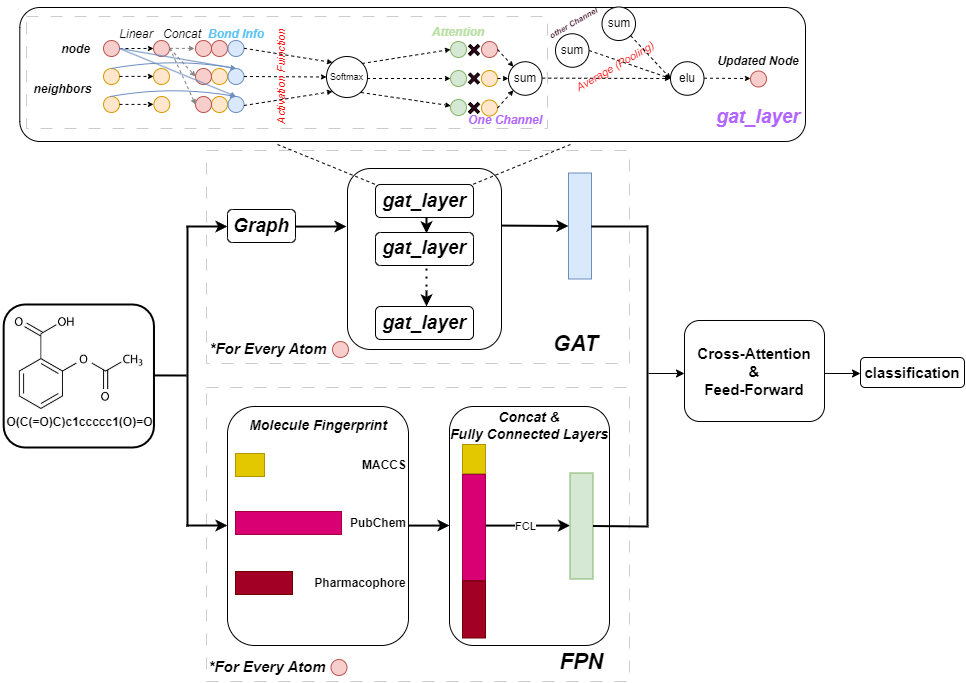 Linear Concat Bond Info
node
neighbors
Activation Function
Softmax
Attention
sum
One Channel
other Channel
sum
sum
Average (Pooling)
elu
Updated Node
gat_layer
Graph
gat_layer
gat_layer
gat_layer
*For Every Atom
GAT
O
OH
O
CH3
O
O(C(=O)C)c1ccccc1(O)=O
Molecule Fingerprint
MACCS
PubChem
Pharmacophore
Concat &
Fully Connected Layers
FCL
*For Every Atom
FPN
Cross-Attention
&
Feed-Forward
classification